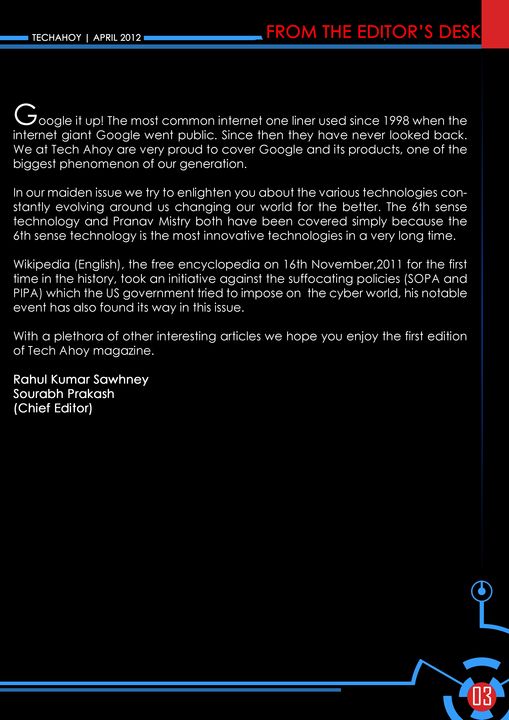 TECHAHOY | APRIL 2012
FROM THE EDITOR'S DESK
Google it up! The most common internet one liner used since 1998 when the
internet giant Google went public. Since then they have never looked back.
We at Tech Ahoy are very proud to cover Google and its products, one of the
biggest phenomenon of our generation.
In our maiden issue we try to enlighten you about the various technologies con-
stantly evolving around us changing our world for the better. The 6th sense
technology and Pranav Mistry both have been covered simply because the
6th sense technology is the most innovative technologies in a very long time.
Wikipedia (English), the free encyclopedia on 16th November,2011 for the first
time in the history, took an initiative against the suffocating policies (SOPA and
PIPA) which the US government tried to impose on  the cyber world, his notable
event has also found its way in this issue.
With a plethora of other interesting articles we hope you enjoy the first edition
of Tech Ahoy magazine.
Rahul Kumar Sawhney
Sourabh Prakash
(Chief Editor)
03